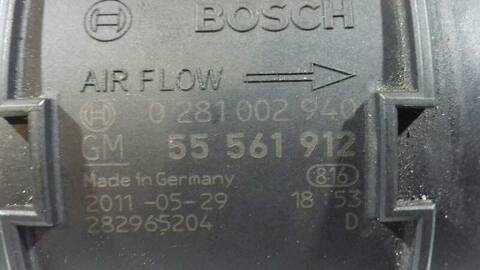 BOSCH
AIR FLOW
0 281 002 940
GM 55 561 912
Made in Germany 816
2011-05-29 18 53
282965204 D